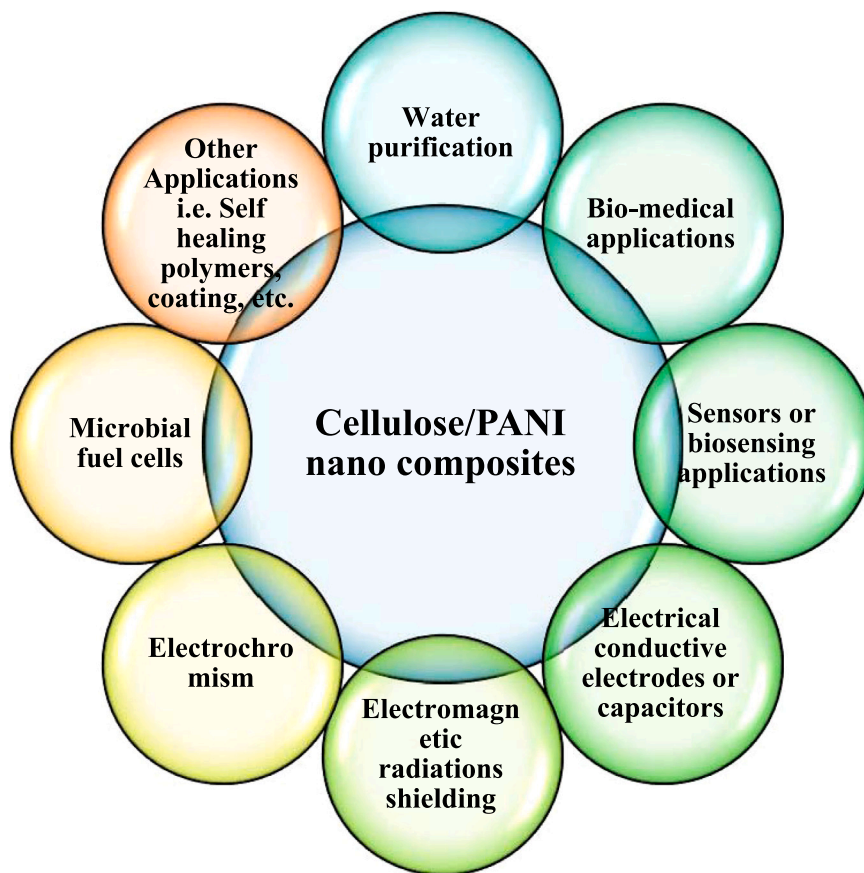 Water
purification
Bio-medical
applications
Sensors or
biosensing
applications
Electrical
conductive
electrodes or
capacitors
Electromagn
etic
radiations
shielding
Electrochro
mism
Microbial
fuel cells
Other
Applications
i.e. Self
healing
polymers,
coating, etc.
Cellulose/PANI
nano composites